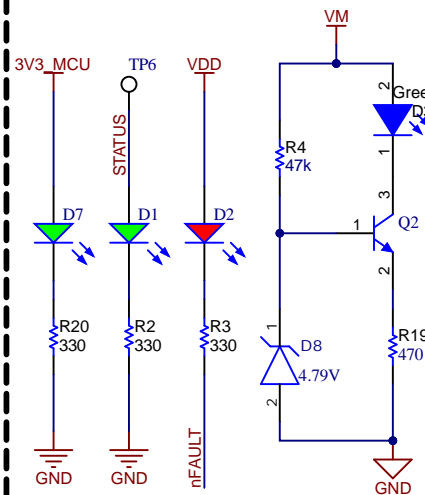 3V3_MCU
TP6
VDD
VM
STATUS
2
Gree
D
R4
47k
1
3
D7
D1
D2
1
Q2
2
R20
330
R2
330
R3
330
1
D8
4.79V
2
R19
470
nFAULT
GND
GND
GND